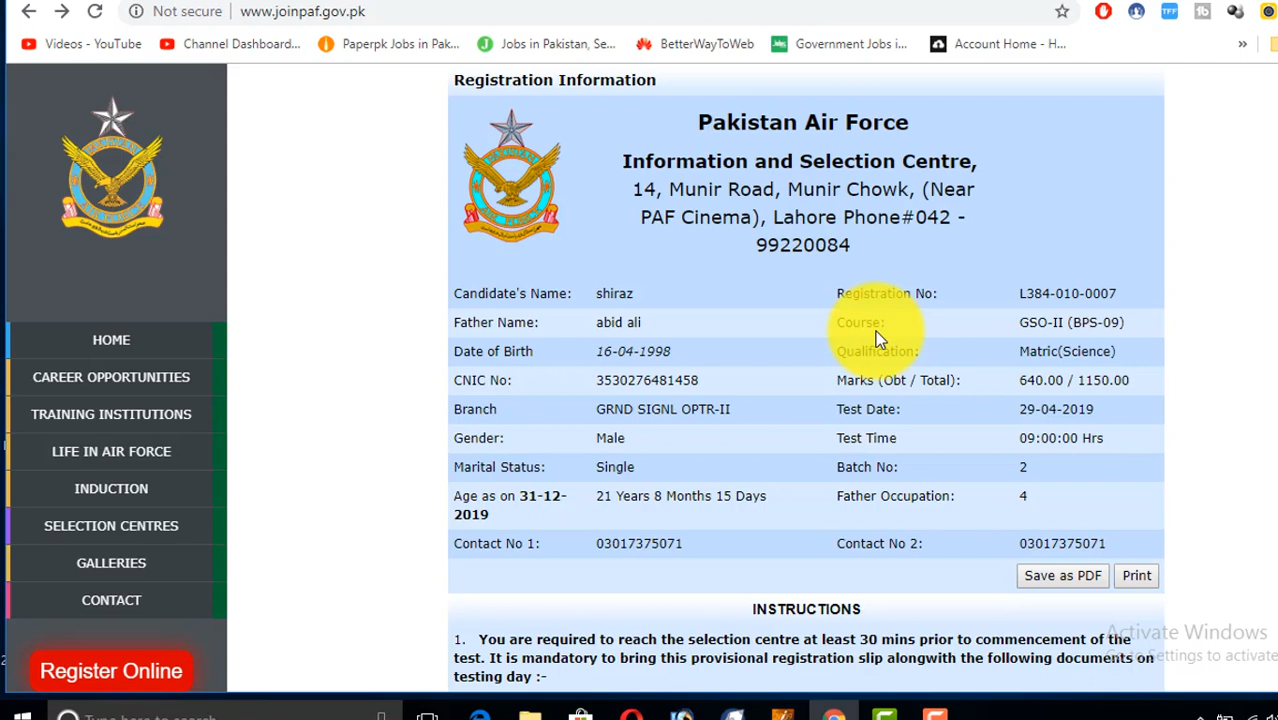 Not secure | www.joinpaf.gov.pk
Videos - YouTube Channel Dashboard... Paperpk Jobs in Pak... Jobs in Pakistan, Se... BetterWayToWeb Government Jobs i... Account Home - H... »
Registration Information
Pakistan Air Force
Information and Selection Centre,
14, Munir Road, Munir Chowk, (Near
PAF Cinema), Lahore Phone#042 -
99220084
Candidate's Name: shiraz Registration No: L384-010-0007
Father Name: abid ali Course: GSO-II (BPS-09)
Date of Birth 16-04-1998 Qualification: Matric(Science)
CNIC No: 3530276481458 Marks (Obt / Total): 640.00 / 1150.00
Branch GRND SIGNL OPTR-II Test Date: 29-04-2019
Gender: Male Test Time 09:00:00 Hrs
Marital Status: Single Batch No: 2
Age as on 31-12- 21 Years 8 Months 15 Days Father Occupation: 4
2019
Contact No 1: 03017375071 Contact No 2: 03017375071
Save as PDF Print
INSTRUCTIONS
1. You are required to reach the selection centre at least 30 mins prior to commencement of the
test. It is mandatory to bring this provisional registration slip alongwith the following documents on
testing day :-
HOME
CAREER OPPORTUNITIES
TRAINING INSTITUTIONS
LIFE IN AIR FORCE
INDUCTION
SELECTION CENTRES
GALLERIES
CONTACT
Register Online
Activate Windows
Go to Settings to activate
Type here to search